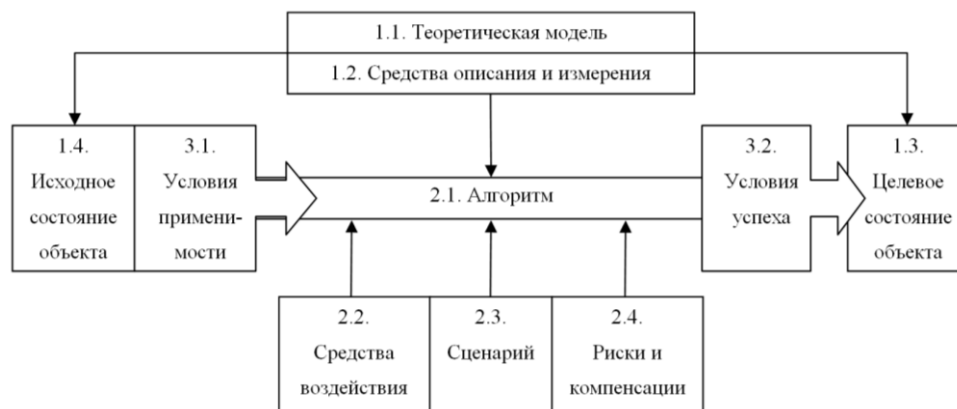 1.1. Теоретическая модель
1.2. Средства описания и измерения
1.4.
Исходное
состояние
объекта
3.1.
Условия
примени-
мости
2.1. Алгоритм
3.2.
Условия
успеха
1.3.
Целевое
состояние
объекта
2.2.
Средства
воздействия
2.3.
Сценарий
2.4.
Риски и
компенсации